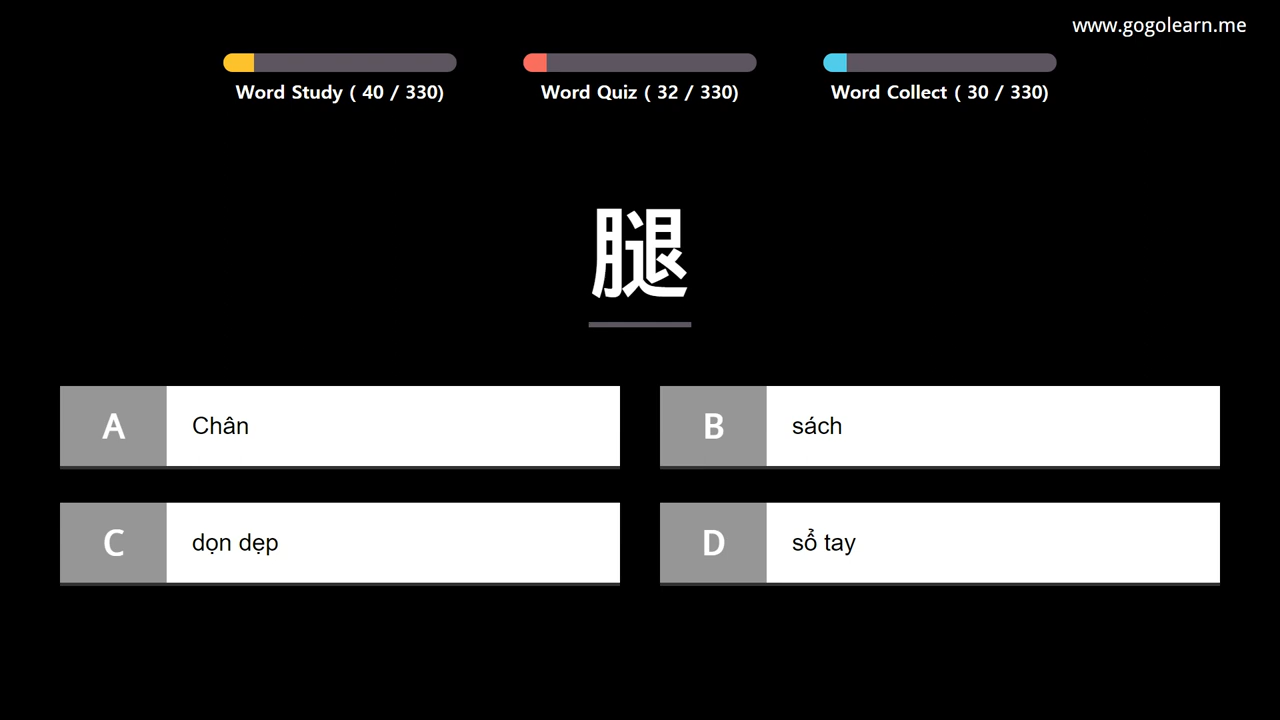 www.gogolearn.me
Word Study ( 40 / 330)
Word Quiz ( 32 / 330)
Word Collect ( 30 / 330)
腿
A Chân
B sách
C dọn dẹp
D sổ tay